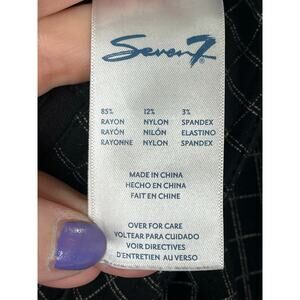 Seven7
85% 12% 3%
RAYON NYLON SPANDEX
RAYÓN NILÓN ELASTINO
RAYONNE NYLON SPANDEX
MADE IN CHINA
HECHO EN CHINA
FAIT EN CHINE
OVER FOR CARE
VOLTEAR PARA CUIDADO
VOIR DIRECTIVES
D'ENTRETIEN AU VERSO